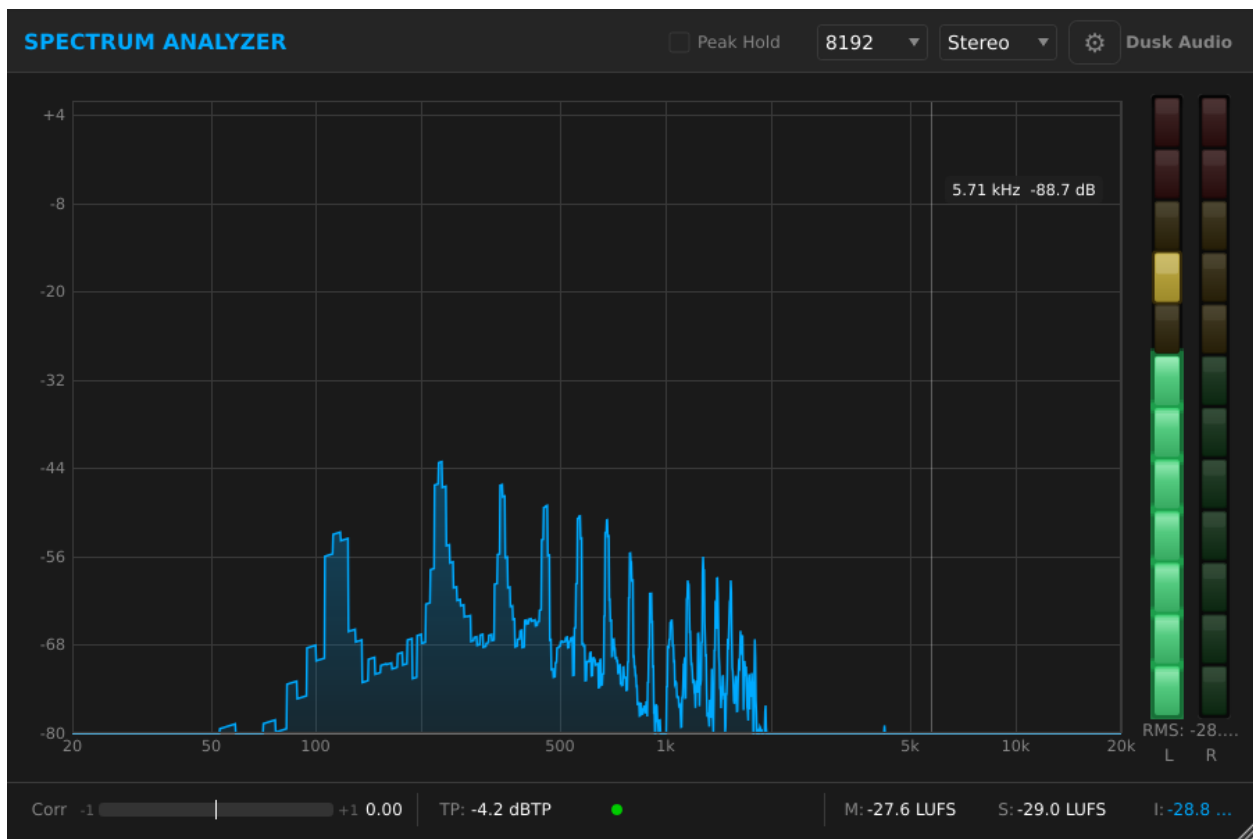 SPECTRUM ANALYZER Peak Hold 8192 Stereo Dusk Audio
+4
5.71 kHz -88.7 dB
-8
-20
-32
-44
-56
-68
-80
20 50 100 500 1k 5k 10k 20k
RMS: -28....
L R
Corr -1 +1 0.00 TP: -4.2 dBTP M: -27.6 LUFS S: -29.0 LUFS I: -28.8 ...